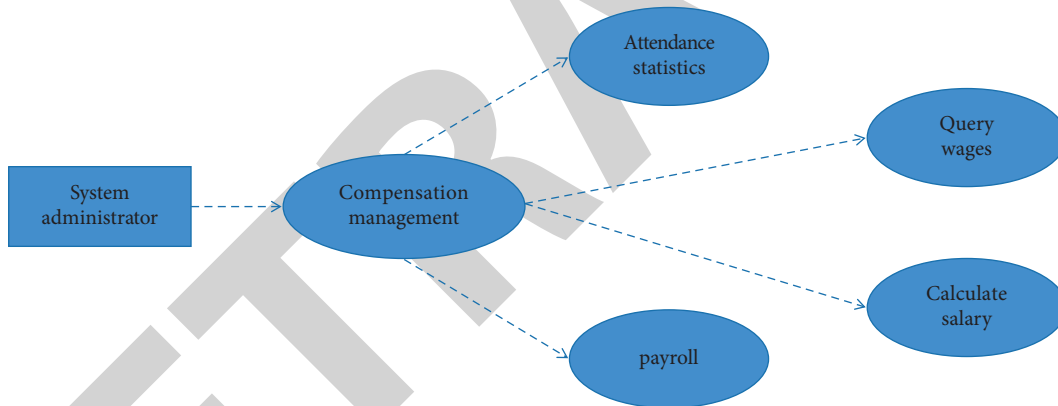 Attendance
statistics
Query
wages
System
administrator
Compensation
management
Calculate
salary
payroll